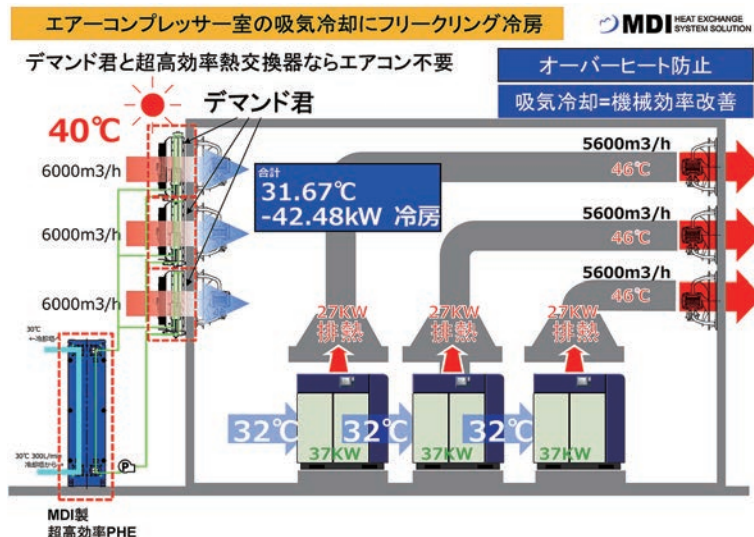 エアーコンプレッサー室の吸気冷却にフリークリング冷房
MDI HEAT EXCHANGE SYSTEM SOLUTION
デマンド君と超高効率熱交換器ならエアコン不要
オーバーヒート防止
吸気冷却=機械効率改善
デマンド君
40℃
6000m3/h
6000m3/h
6000m3/h
合計
31.67℃
-42.48kW 冷房
5600m3/h
46℃
5600m3/h
46℃
5600m3/h
46℃
27KW
排熱
27KW
排熱
27KW
排熱
32℃
32℃
32℃
37KW
37KW
37KW
30℃
30℃ 300L/min
冷却塔から
P
MDI製
超高効率PHE